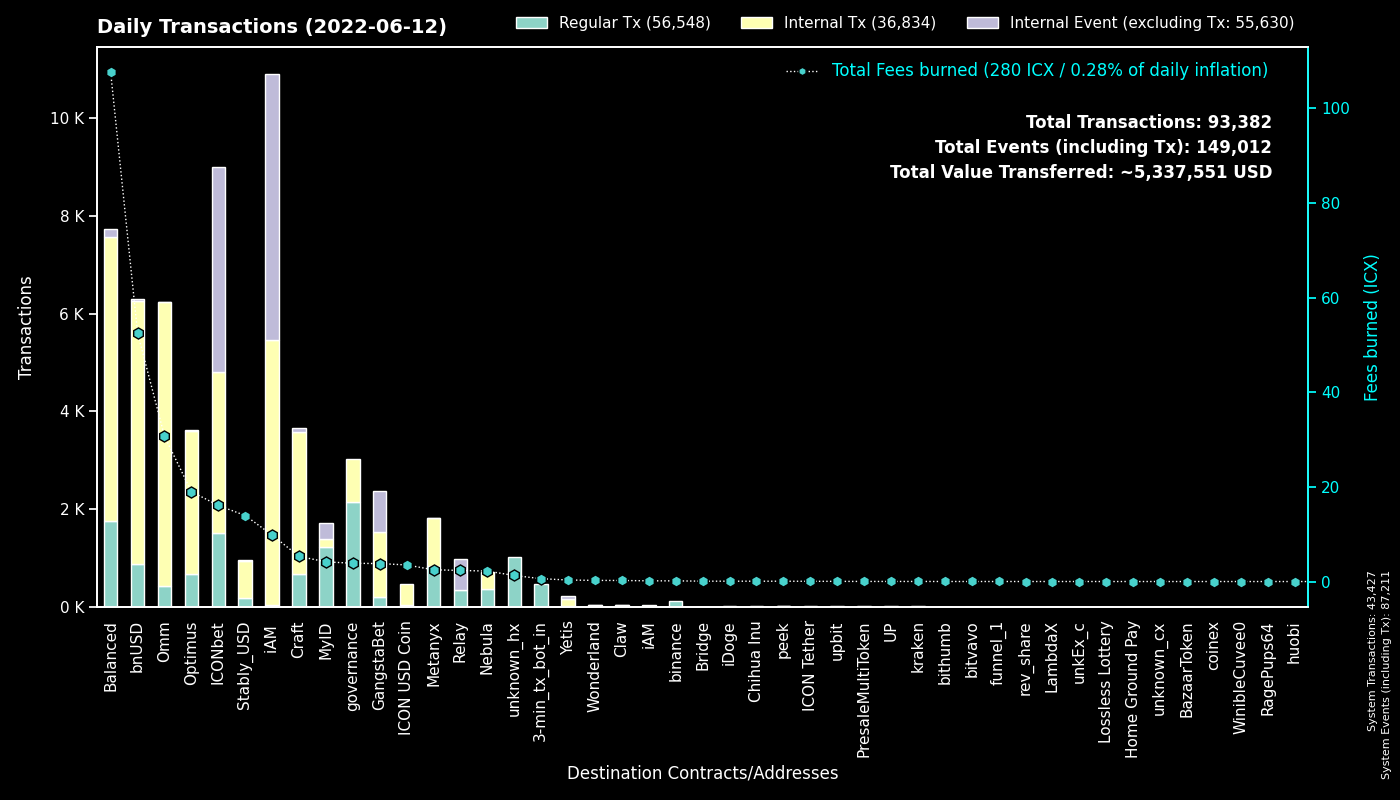 Daily Transactions (2022-06-12)
Regular Tx (56,548)
Internal Tx (36,834)
Internal Event (excluding Tx: 55,630)
Total Fees burned (280 ICX / 0.28% of daily inflation)
Total Transactions: 93,382
Total Events (including Tx): 149,012
Total Value Transferred: ~5,337,551 USD
Transactions
10 K
8 K
6 K
4 K
2 K
0 K
Fees burned (ICX)
100
80
60
40
20
0
Balanced
bnUSD
Omm
Optimus
ICONbet
Stably_USD
iAM
Craft
MyID
governance
GangstaBet
ICON USD Coin
Metanyx
Relay
Nebula
unknown_hx
3-min_tx_bot_in
Yetis
Wonderland
Claw
iAM
binance
Bridge
iDoge
Chihua Inu
peek
ICON Tether
upbit
PresaleMultiToken
UP
kraken
bithumb
bitvavo
funnel_1
rev_share
LambdaX
unkEx_c
Lossless Lottery
Home Ground Pay
unknown_cx
BazaarToken
coinex
WinibleCuvee0
RagePups64
huobi
Destination Contracts/Addresses
System Transactions: 43,427
System Events (including Tx): 87,211